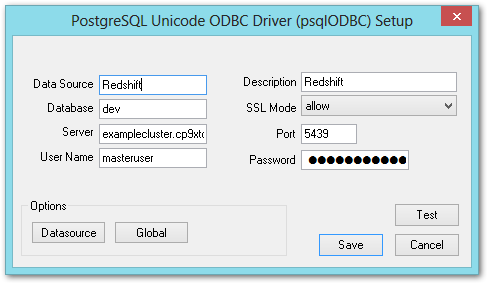 PostgreSQL Unicode ODBC Driver (psqlODBC) Setup
Data Source Redshift Description Redshift
Database dev SSL Mode allow
Server examplecluster.cp9xtc Port 5439
User Name masteruser Password ●●●●●●●●●●●
Options
Datasource Global
Test
Save Cancel